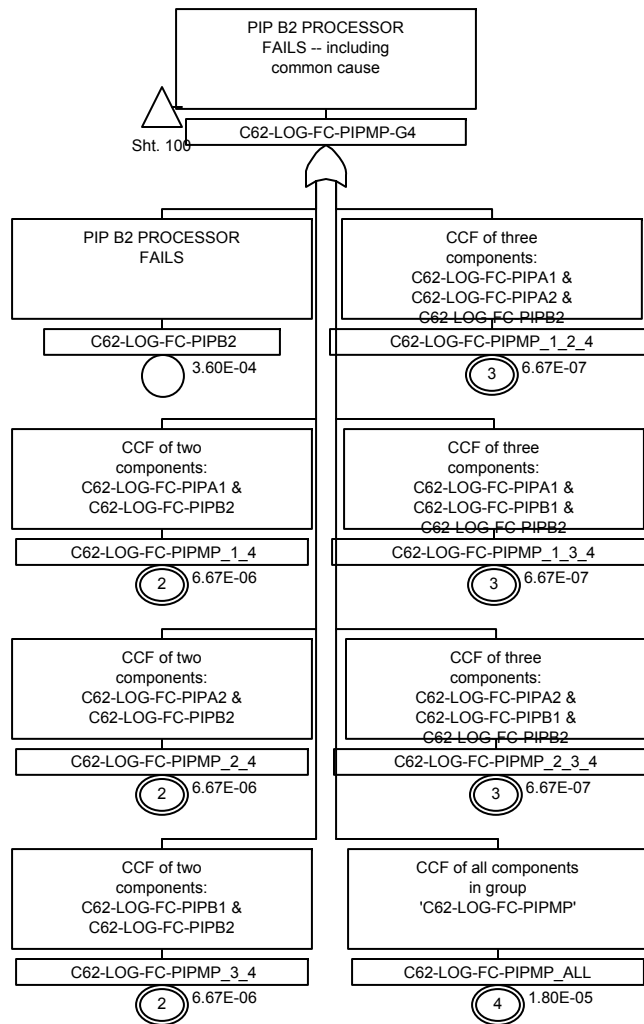 PIP B2 PROCESSOR
FAILS -- including
common cause
Sht. 100
C62-LOG-FC-PIPMP-G4
PIP B2 PROCESSOR
FAILS
C62-LOG-FC-PIPB2
3.60E-04
CCF of three
components:
C62-LOG-FC-PIPA1 &
C62-LOG-FC-PIPA2 &
C62-LOG-FC-PIPB2
C62-LOG-FC-PIPMP_1_2_4
3
6.67E-07
CCF of two
components:
C62-LOG-FC-PIPA1 &
C62-LOG-FC-PIPB2
C62-LOG-FC-PIPMP_1_4
2
6.67E-06
CCF of three
components:
C62-LOG-FC-PIPA1 &
C62-LOG-FC-PIPB1 &
C62-LOG-FC-PIPB2
C62-LOG-FC-PIPMP_1_3_4
3
6.67E-07
CCF of two
components:
C62-LOG-FC-PIPA2 &
C62-LOG-FC-PIPB2
C62-LOG-FC-PIPMP_2_4
2
6.67E-06
CCF of three
components:
C62-LOG-FC-PIPA2 &
C62-LOG-FC-PIPB1 &
C62-LOG-FC-PIPB2
C62-LOG-FC-PIPMP_2_3_4
3
6.67E-07
CCF of two
components:
C62-LOG-FC-PIPB1 &
C62-LOG-FC-PIPB2
C62-LOG-FC-PIPMP_3_4
2
6.67E-06
CCF of all components
in group
'C62-LOG-FC-PIPMP'
C62-LOG-FC-PIPMP_ALL
4
1.80E-05